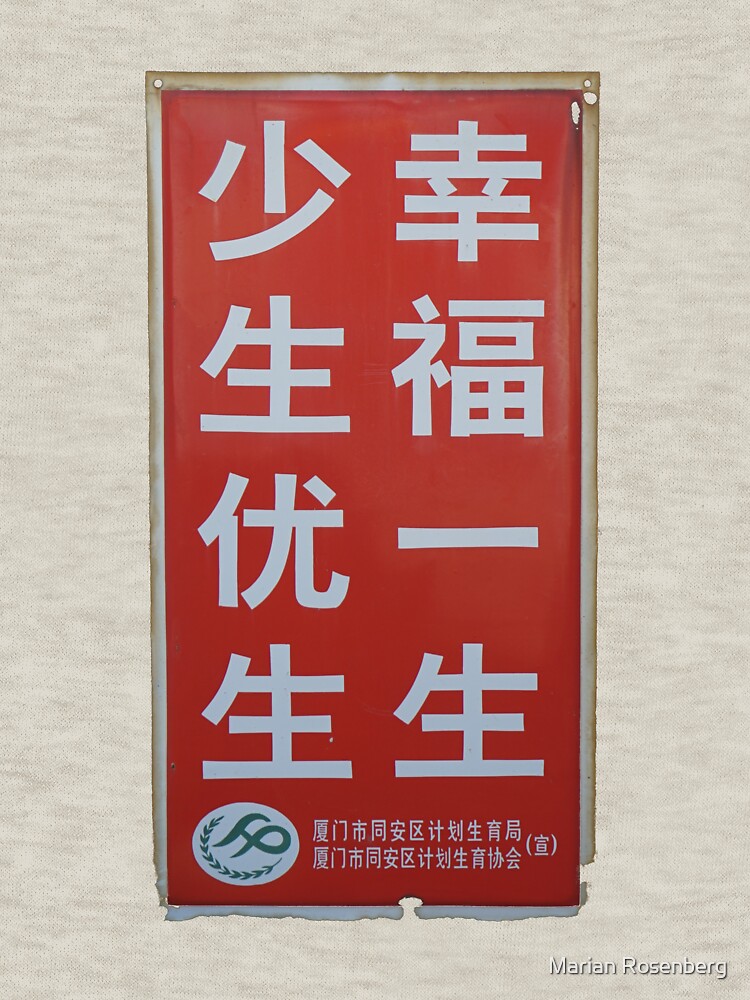 少生优生
幸福一生
厦门市同安区计划生育局
厦门市同安区计划生育协会
(宣)
Marian Rosenberg